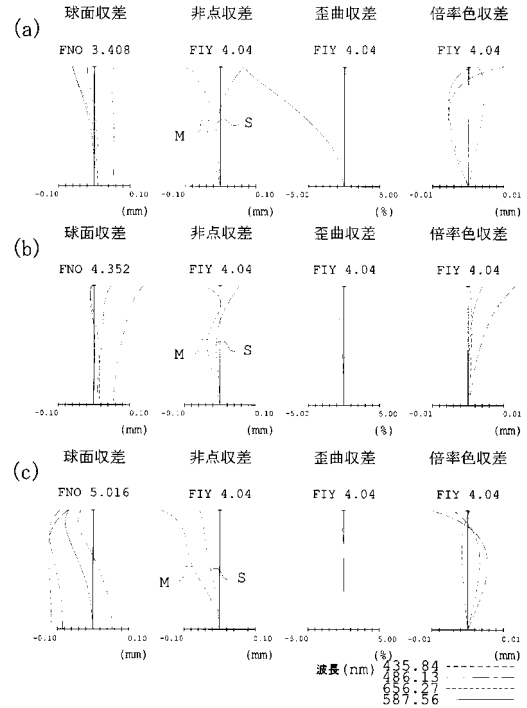 (a)
球面収差 非点収差 歪曲収差 倍率色収差
FNO 3.408 FIY 4.04 FIY 4.04 FIY 4.04
M S
-0.10 0.10 -0.10 0.10 -5.00 5.00 -0.01 0.01
(mm) (mm) (%) (mm)
(b)
球面収差 非点収差 歪曲収差 倍率色収差
FNO 4.352 FIY 4.04 FIY 4.04 FIY 4.04
M S
-0.10 0.10 -0.10 0.10 -5.00 5.00 -0.01 0.01
(mm) (mm) (%) (mm)
(c)
球面収差 非点収差 歪曲収差 倍率色収差
FNO 5.016 FIY 4.04 FIY 4.04 FIY 4.04
M S
-0.10 0.10 -0.10 0.10 -5.00 5.00 -0.01 0.01
(mm) (mm) (%) (mm)
波長(nm) 435.84
486.13
656.27
587.56